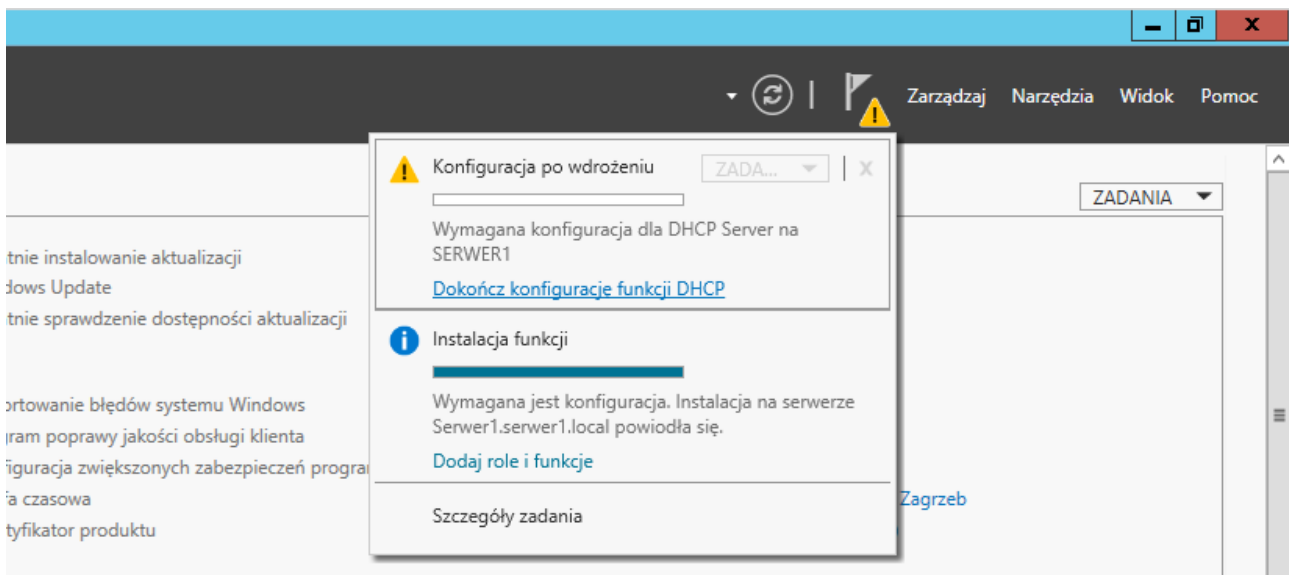 Zarządzaj Narzędzia Widok Pomoc
Konfiguracja po wdrożeniu
ZADA...
x
Wymagana konfiguracja dla DHCP Server na
SERWER1
Dokończ konfigurację funkcji DHCP
Instalacja funkcji
Wymagana jest konfiguracja. Instalacja na serwerze
Serwer1.serwer1.local powiodła się.
Dodaj role i funkcje
Szczegóły zadania
ZADANIA
tnie instalowanie aktualizacji
dows Update
tnie sprawdzenie dostępności aktualizacji
ortowanie błędów systemu Windows
gram poprawy jakości obsługi klienta
figuracja zwiększonych zabezpieczeń progra
fa czasowa
Zagrzeb
tyfikator produktu